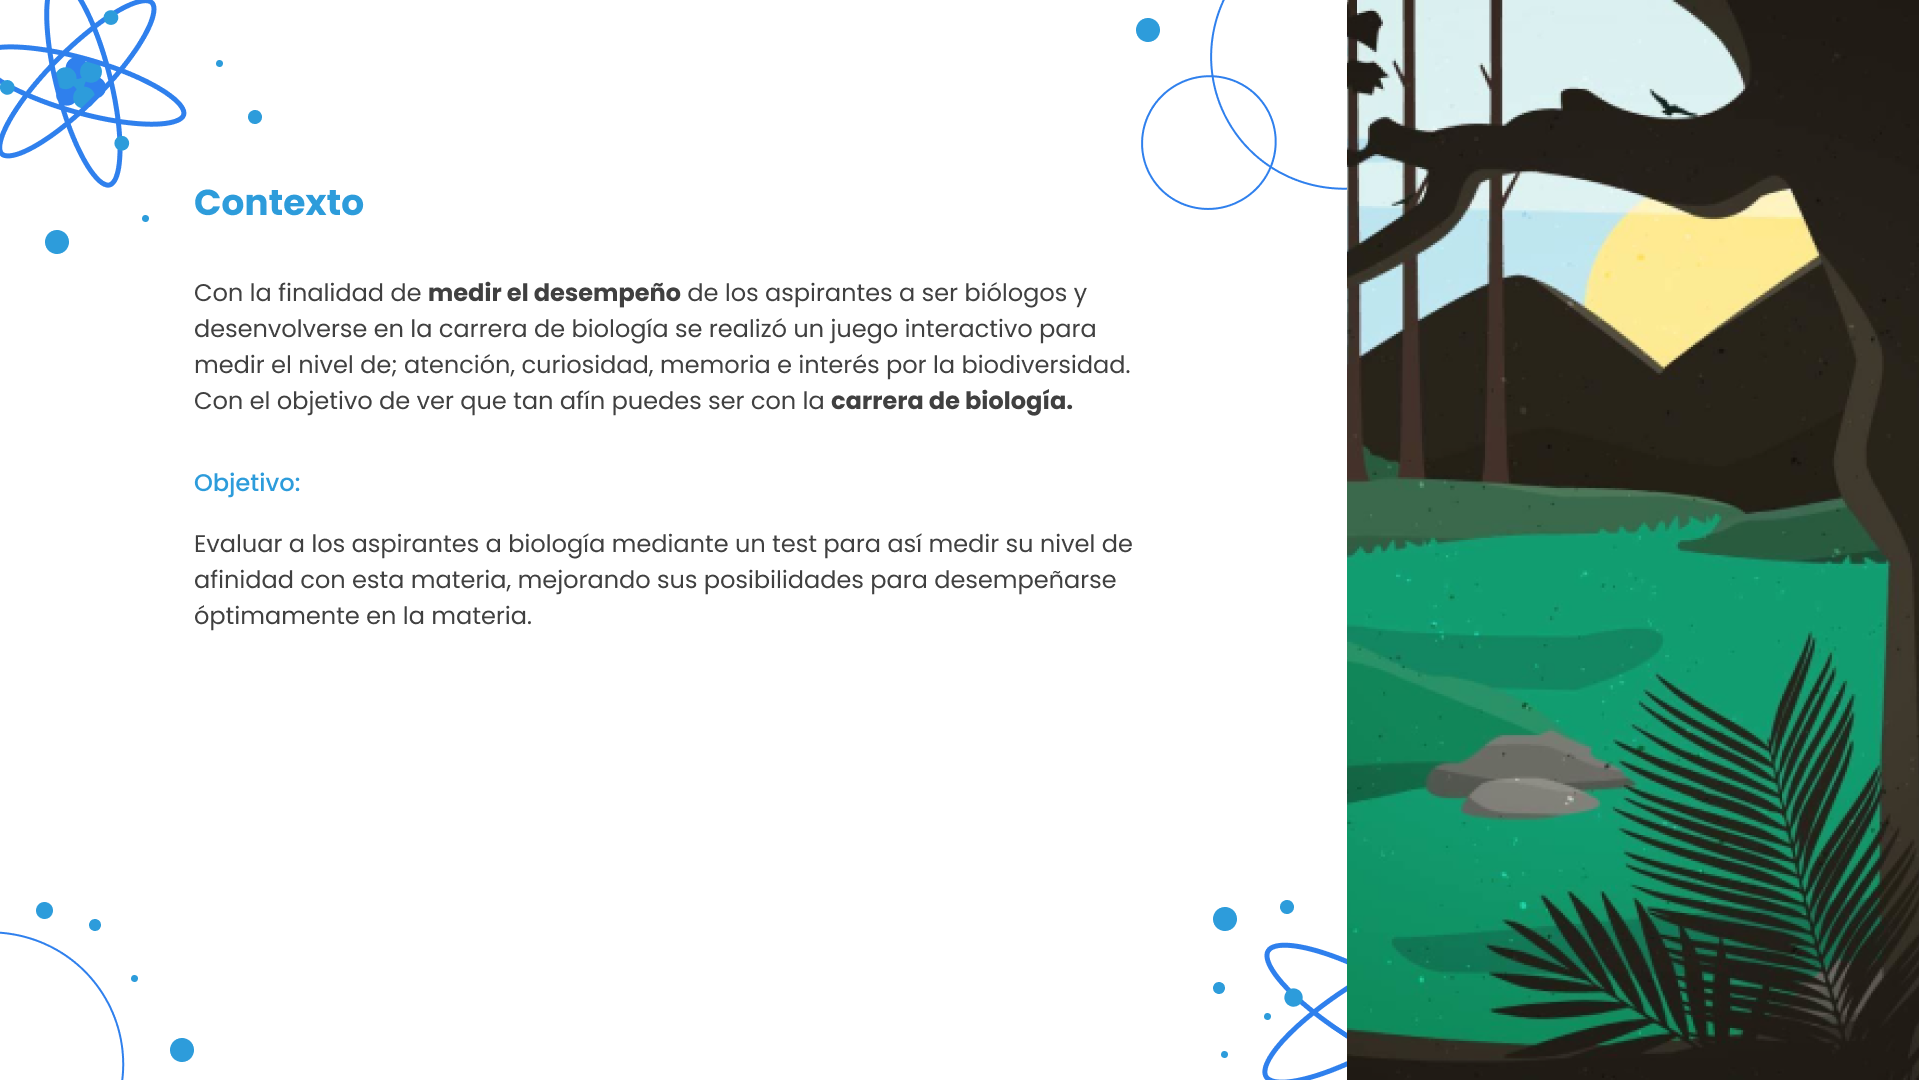 Contexto
Con la finalidad de medir el desempeño de los aspirantes a ser biólogos y
desenvolverse en la carrera de biología se realizó un juego interactivo para
medir el nivel de; atención, curiosidad, memoria e interés por la biodiversidad.
Con el objetivo de ver que tan afín puedes ser con la carrera de biología.
Objetivo:
Evaluar a los aspirantes a biología mediante un test para así medir su nivel de
afinidad con esta materia, mejorando sus posibilidades para desempeñarse
óptimamente en la materia.